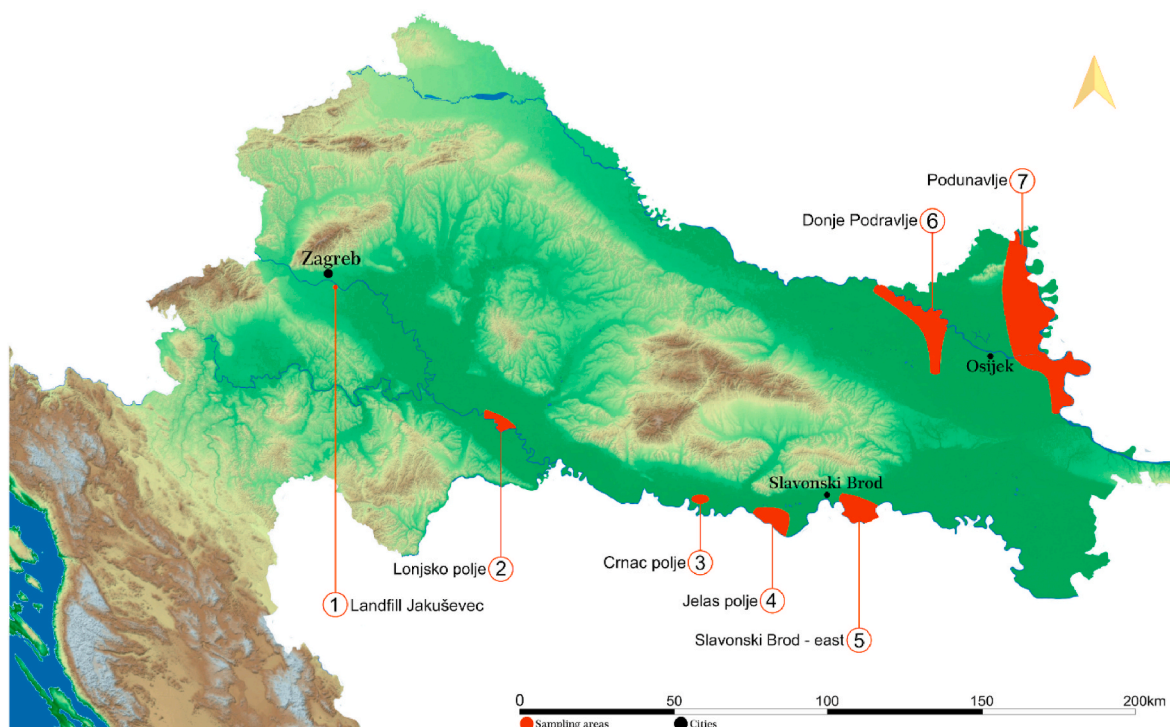 Podunavlje 7
Donje Podravlje 6
Zagreb
Osijek
Slavonski Brod
Crnac polje 3
Lonjsko polje 2
Jelas polje 4
1 Landfill Jakuševec
Slavonski Brod - east 5
0 50 100 150 200km
Sampling areas Cities